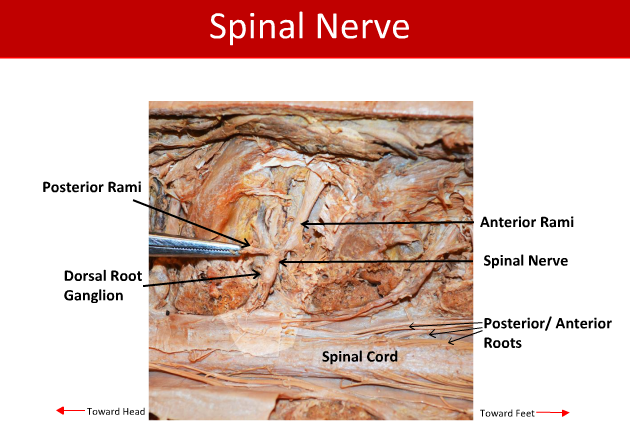 Spinal Nerve
Posterior Rami
Anterior Rami
Spinal Nerve
Dorsal Root
Ganglion
Posterior/ Anterior
Roots
Spinal Cord
Toward Head
Toward Feet